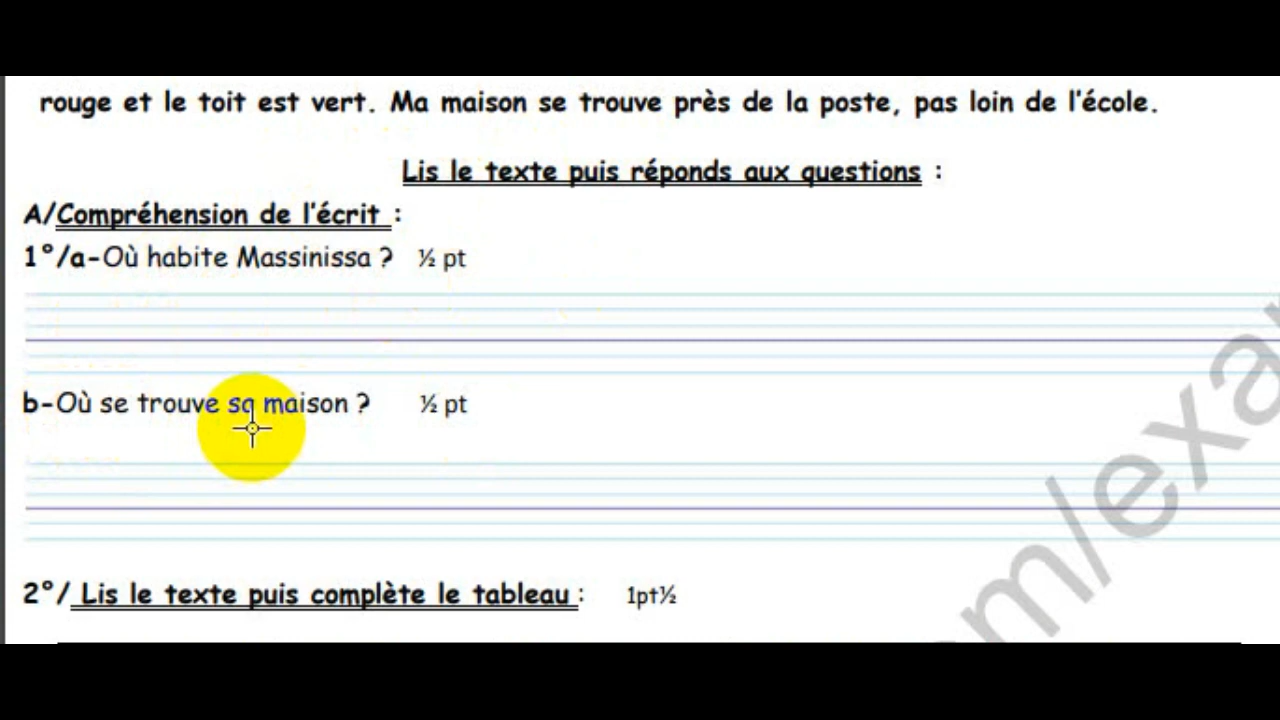 rouge et le toit est vert. Ma maison se trouve près de la poste, pas loin de l'école.
Lis le texte puis réponds aux questions :
A/Compréhension de l'écrit :
1°/a-Où habite Massinissa ? ½ pt
b-Où se trouve sa maison ? ½ pt
2°/ Lis le texte puis complète le tableau : 1pt½
m/exa